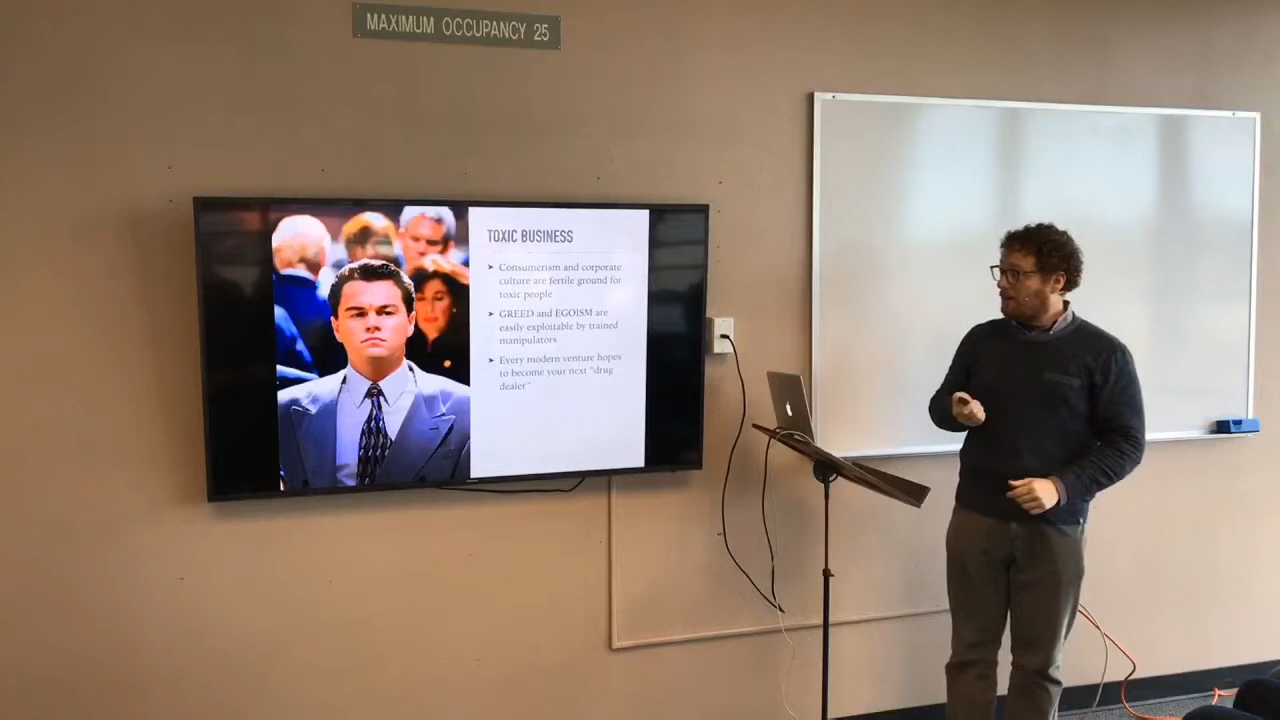 MAXIMUM OCCUPANCY 25
TOXIC BUSINESS
➤ Consumerism and corporate
culture are fertile ground for
toxic people
➤ GREED and EGOISM are
easily exploitable by trained
manipulators
➤ Every modern venture hopes
to become your next "drug
dealer"